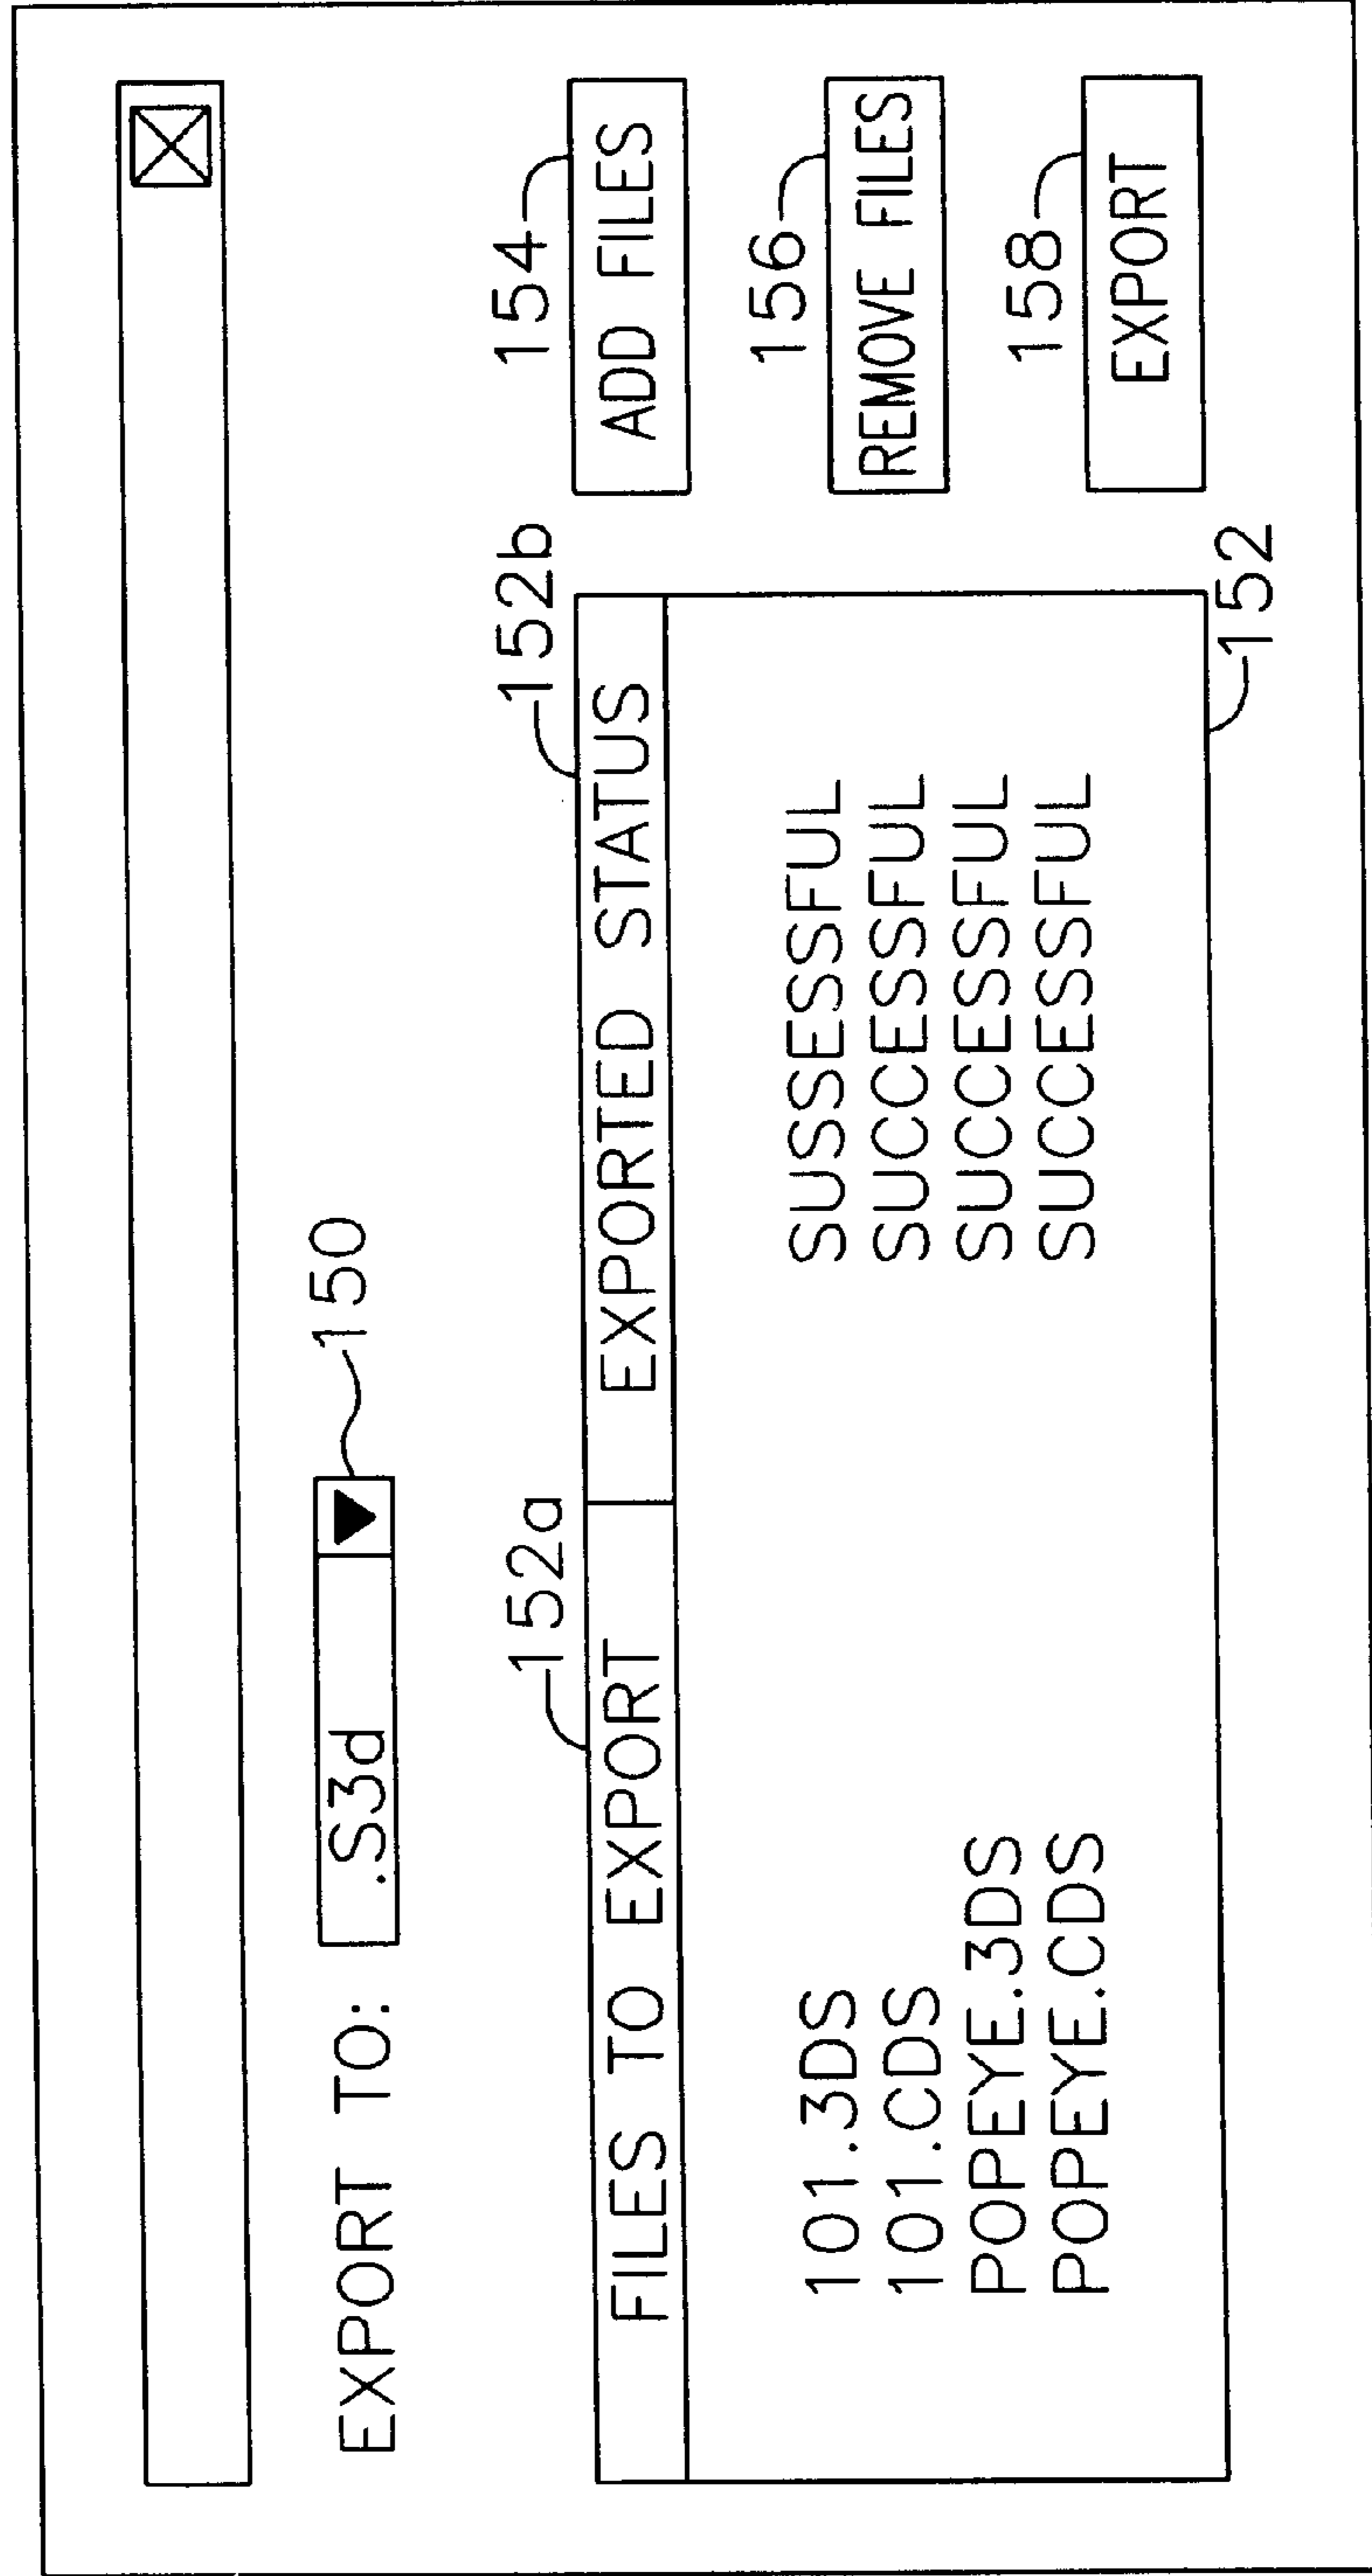 EXPORT TO: .S3d 150
152a 152b 154
FILES TO EXPORT EXPORTED STATUS ADD FILES
101.3DS SUSSESSFUL
101.CDS SUCCESSFUL
POPEYE.3DS SUCCESSFUL
POPEYE.CDS SUCCESSFUL
156
REMOVE FILES
158
EXPORT
152